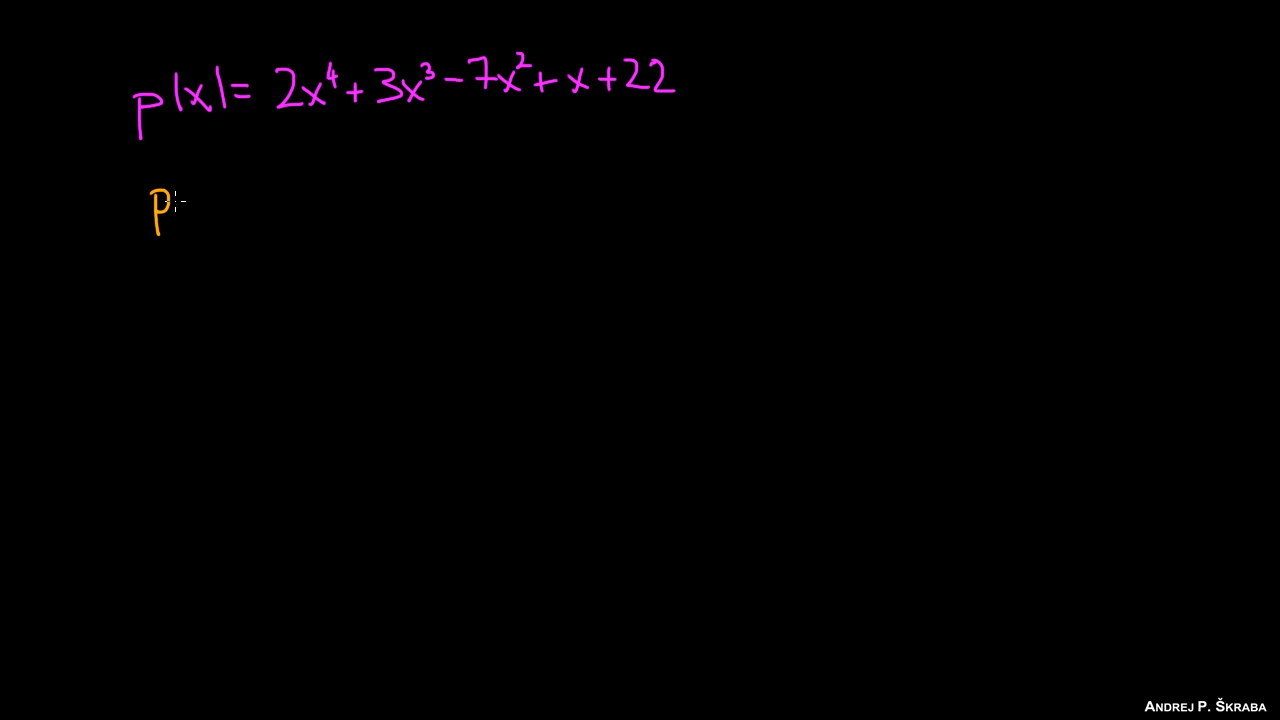 p(x) = 2x⁴ + 3x³ - 7x² + x + 22
p
ANDREJ P. ŠKRABA